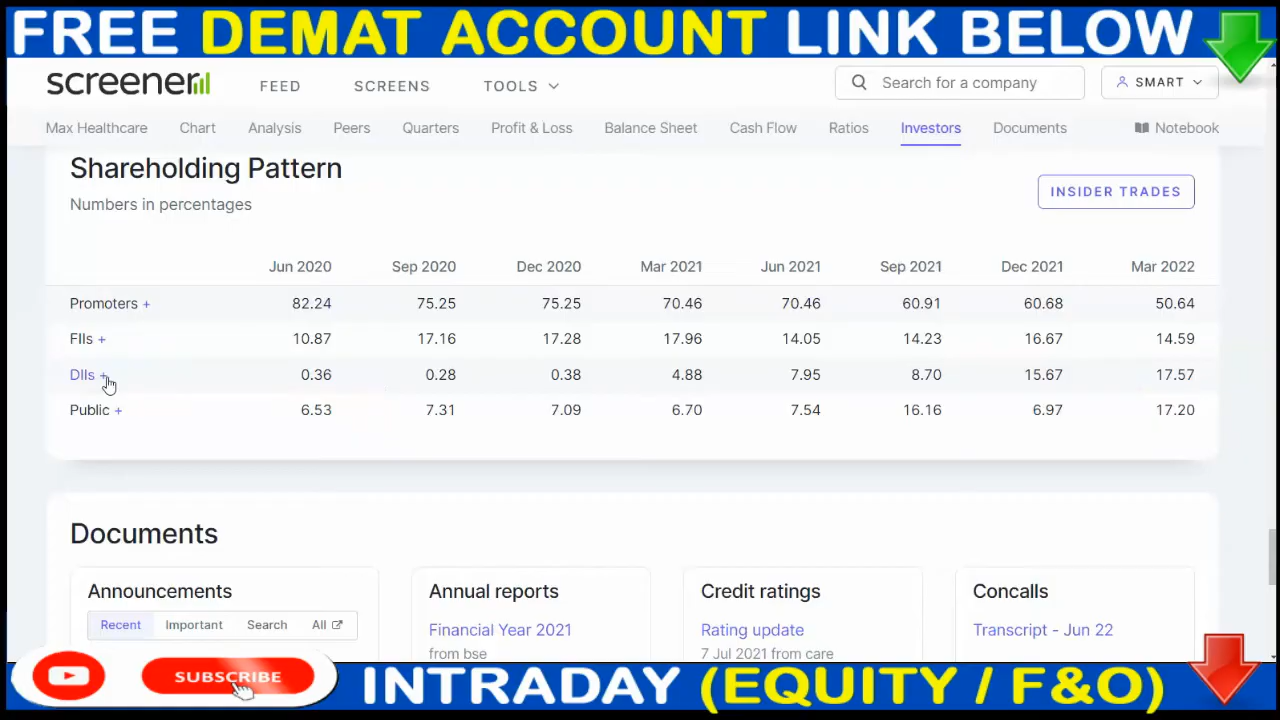 FREE DEMAT ACCOUNT LINK BELOW
screener FEED SCREENS TOOLS Search for a company SMART
Max Healthcare Chart Analysis Peers Quarters Profit & Loss Balance Sheet Cash Flow Ratios Investors Documents Notebook
Shareholding Pattern
Numbers in percentages
INSIDER TRADES
Jun 2020 Sep 2020 Dec 2020 Mar 2021 Jun 2021 Sep 2021 Dec 2021 Mar 2022
Promoters + 82.24 75.25 75.25 70.46 70.46 60.91 60.68 50.64
FIIs + 10.87 17.16 17.28 17.96 14.05 14.23 16.67 14.59
DIIs + 0.36 0.28 0.38 4.88 7.95 8.70 15.67 17.57
Public + 6.53 7.31 7.09 6.70 7.54 16.16 6.97 17.20
Documents
Announcements Annual reports Credit ratings Concalls
Recent Important Search All Financial Year 2021 Rating update Transcript - Jun 22
from bse 7 Jul 2021 from care
SUBSCRIBE INTRADAY (EQUITY / F&O)